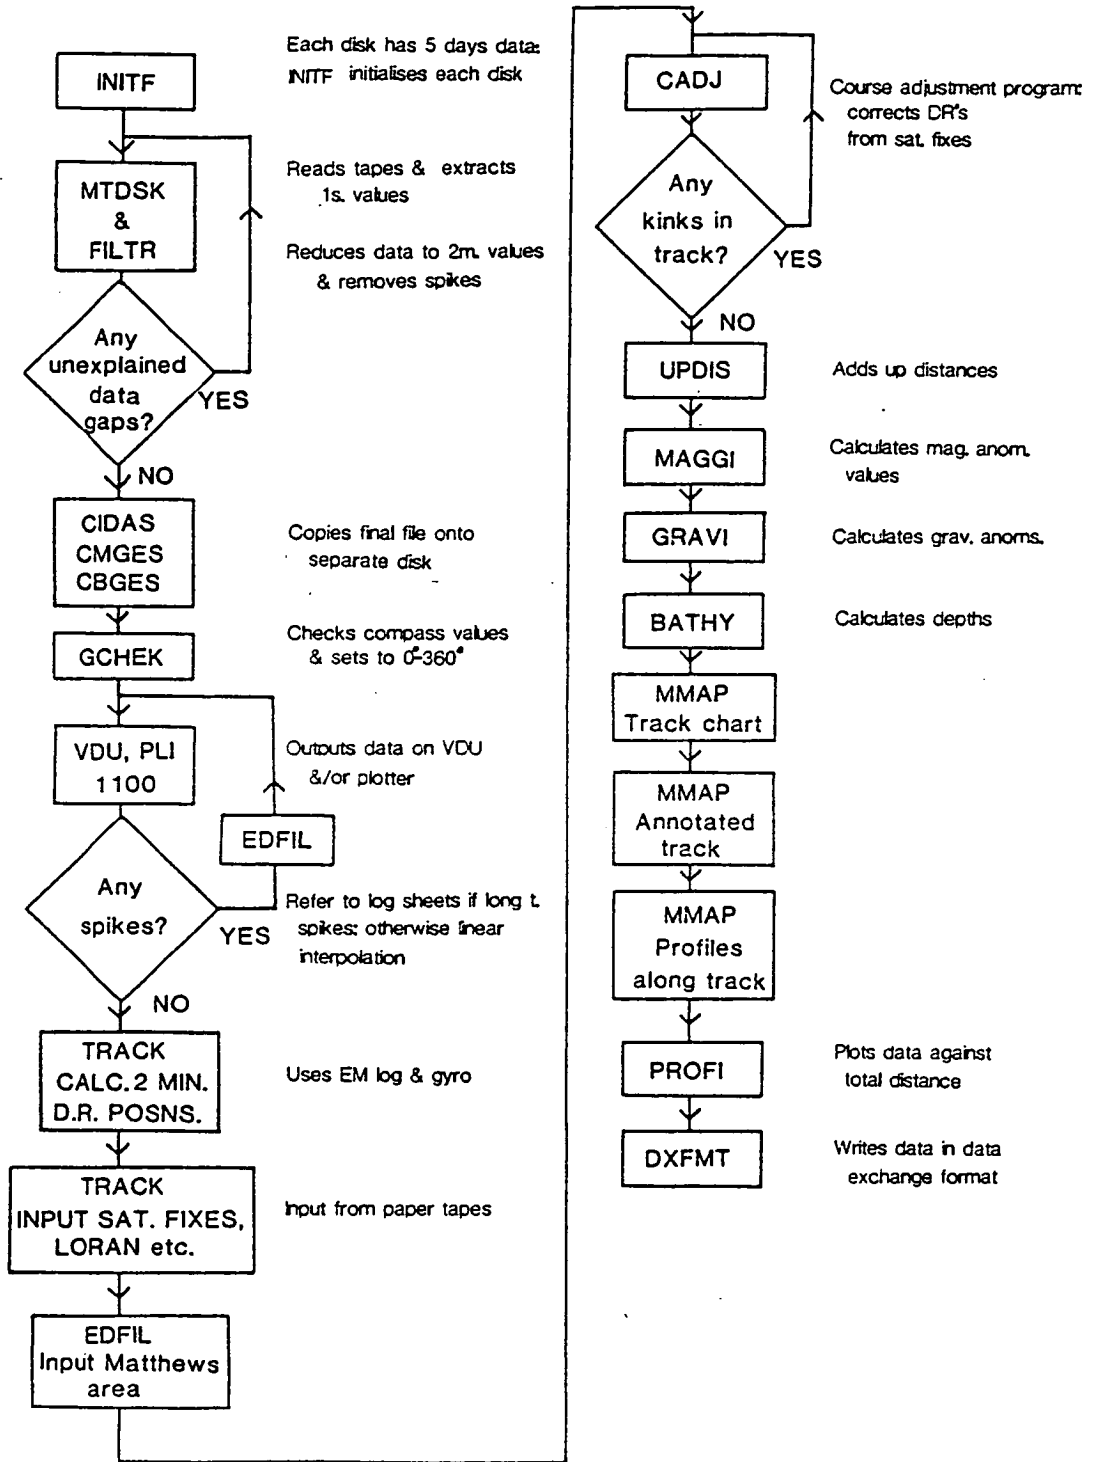 INITF
Each disk has 5 days data:
INITF initialises each disk
MTDSK
&
FILTR
Reads tapes & extracts
1s. values
Reduces data to 2m. values
& removes spikes
Any
unexplained
data
gaps?
YES
NO
CIDAS
CMGES
CBGES
Copies final file onto
separate disk
GCHEK
Checks compass values
& sets to 0°-360°
VDU, PLI
1100
Outputs data on VDU
&/or plotter
EDFIL
Any
spikes?
YES
Refer to log sheets if long t.
spikes: otherwise linear
interpolation
NO
TRACK
CALC. 2 MIN.
D.R. POSNS.
Uses EM log & gyro
TRACK
INPUT SAT. FIXES,
LORAN etc.
Input from paper tapes
EDFIL
Input Matthews
area
CADJ
Course adjustment program:
corrects DR's
from sat. fixes
Any
kinks in
track?
YES
NO
UPDIS
Adds up distances
MAGGI
Calculates mag. anom.
values
GRAVI
Calculates grav. anoms.
BATHY
Calculates depths
MMAP
Track chart
MMAP
Annotated
track
MMAP
Profiles
along track
PROFI
Plots data against
total distance
DXFMT
Writes data in data
exchange format